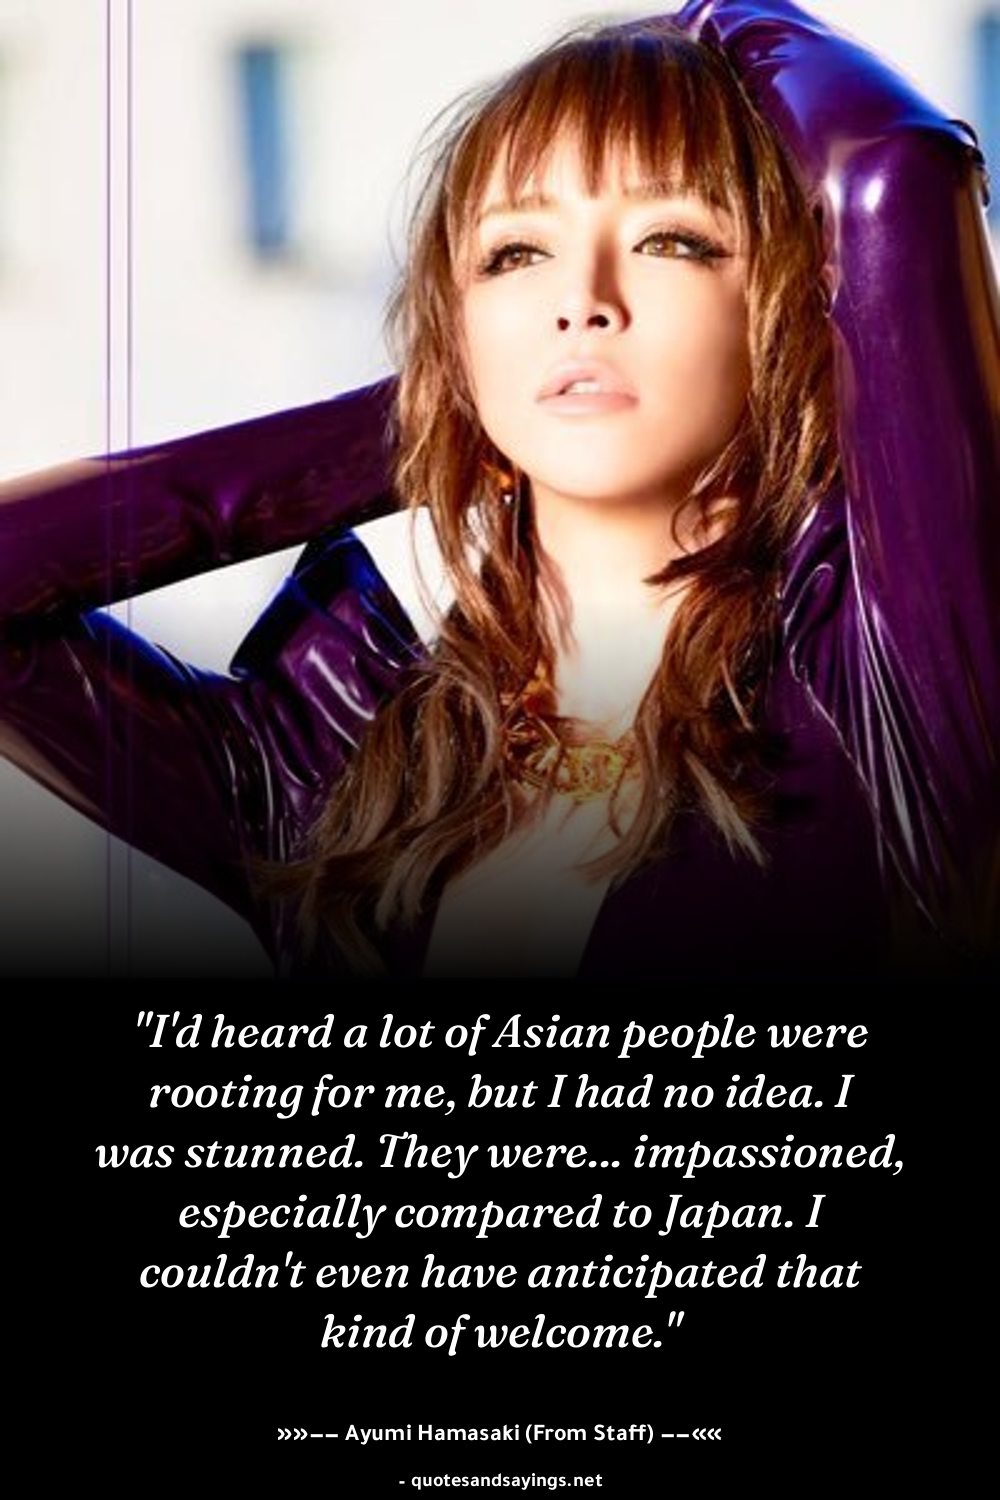 "I'd heard a lot of Asian people were
rooting for me, but I had no idea. I
was stunned. They were... impassioned,
especially compared to Japan. I
couldn't even have anticipated that
kind of welcome."
»»−− Ayumi Hamasaki (From Staff) −−««
- quotesandsayings.net